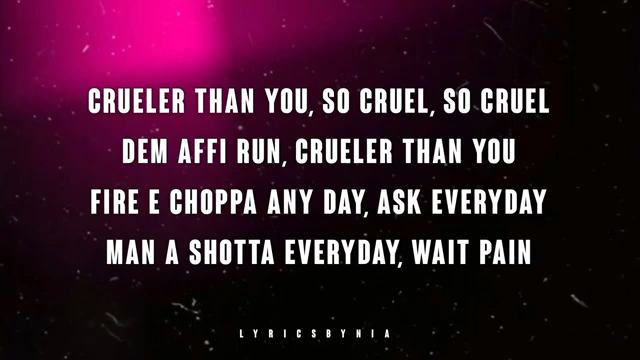 CRUELER THAN YOU, SO CRUEL, SO CRUEL
DEM AFFI RUN, CRUELER THAN YOU
FIRE E CHOPPA ANY DAY, ASK EVERYDAY
MAN A SHOTTA EVERYDAY, WAIT PAIN
LYRICSBYNIA